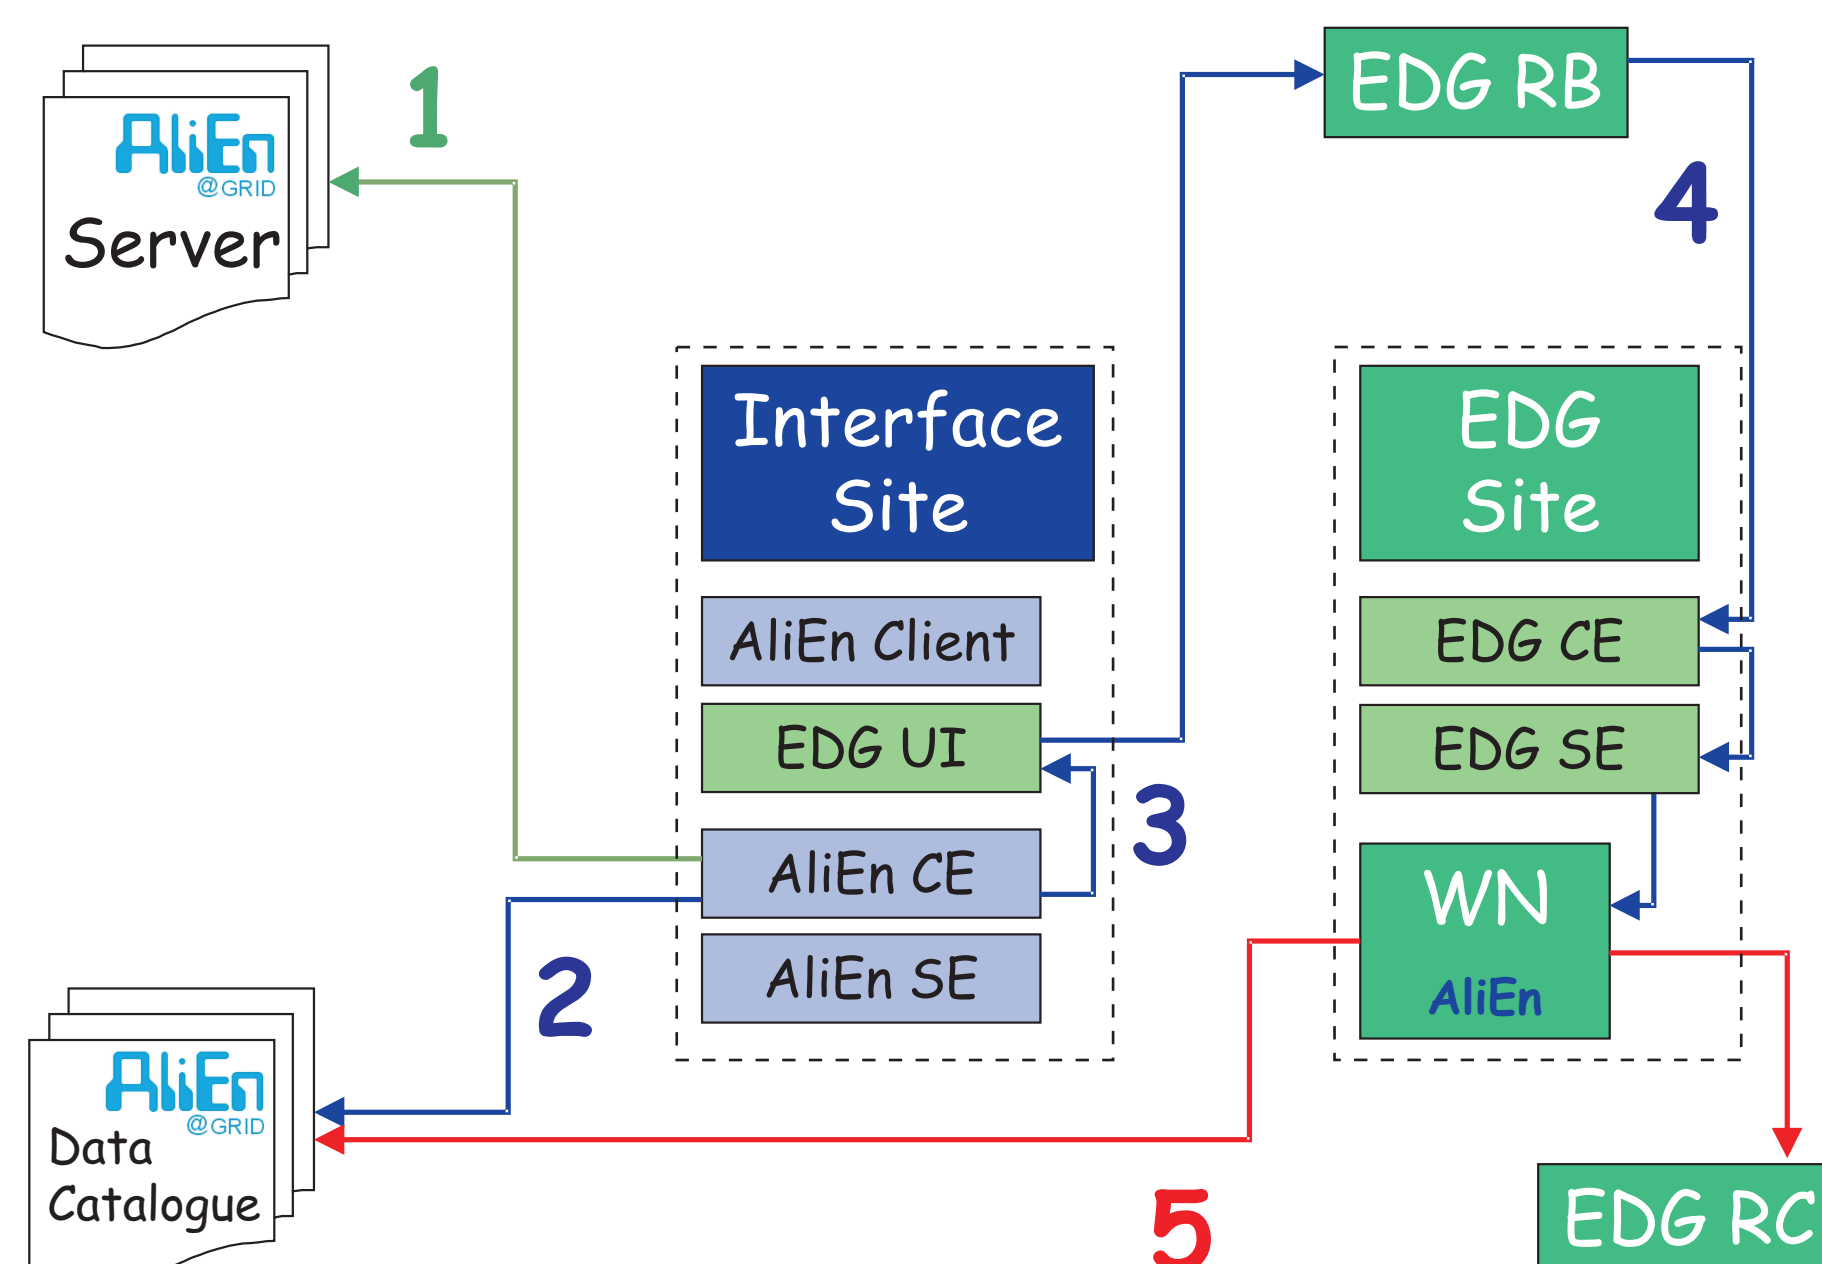 AliEn
@GRID
Server
1
EDG RB
4
Interface
Site
AliEn Client
EDG UI
AliEn CE
AliEn SE
3
2
EDG
Site
EDG CE
EDG SE
WN
AliEn
AliEn
@GRID
Data
Catalogue
5
EDG RC